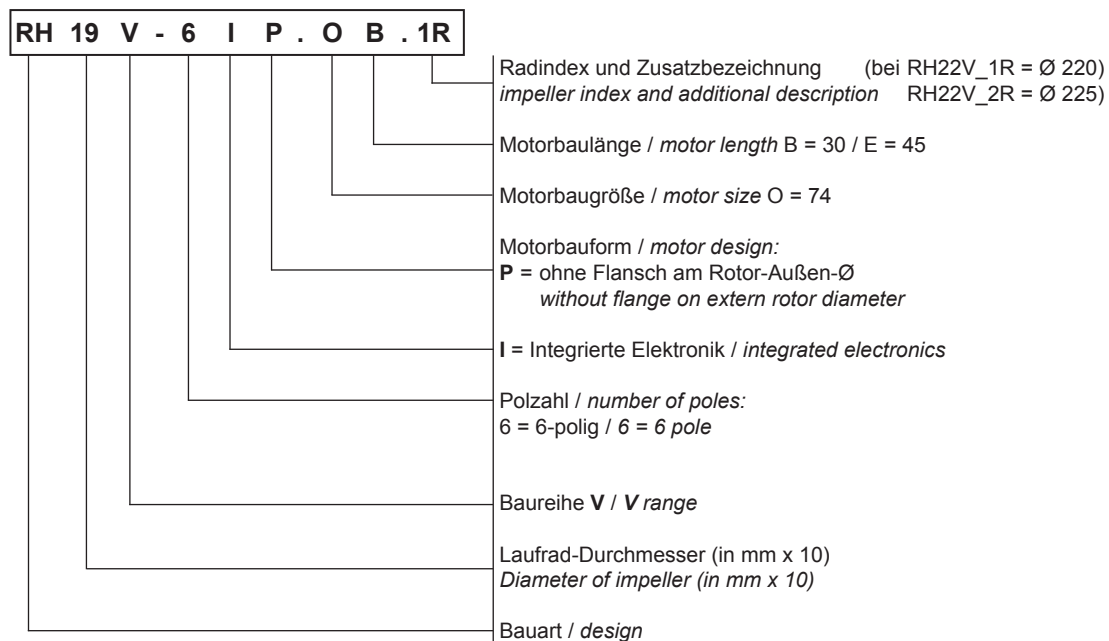 RH 19 V - 6 I P . O B . 1R
Radindex und Zusatzbezeichnung (bei RH22V_1R = Ø 220)
impeller index and additional description RH22V_2R = Ø 225)
Motorbaulänge / motor length B = 30 / E = 45
Motorbaugröße / motor size O = 74
Motorbauform / motor design:
P = ohne Flansch am Rotor-Außen-Ø
without flange on extern rotor diameter
I = Integrierte Elektronik / integrated electronics
Polzahl / number of poles:
6 = 6-polig / 6 = 6 pole
Baureihe V / V range
Laufrad-Durchmesser (in mm x 10)
Diameter of impeller (in mm x 10)
Bauart / design